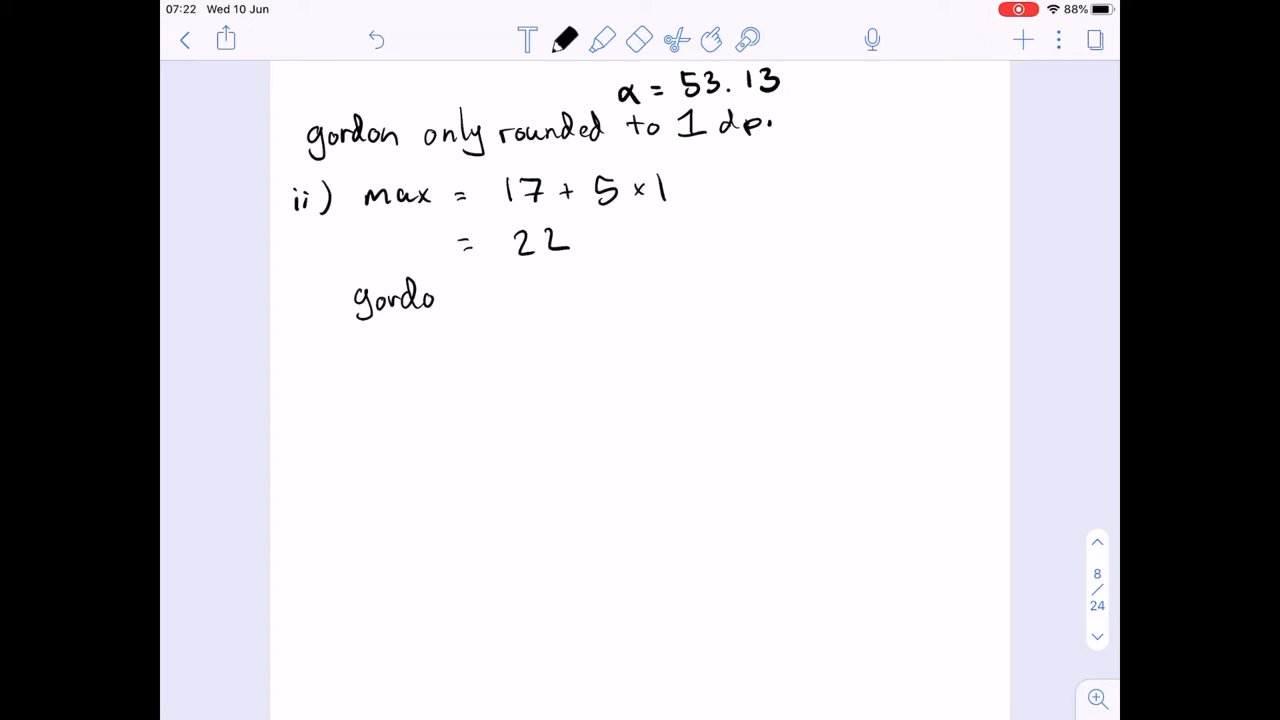 07:22 Wed 10 Jun
88%
T
α = 53.13
gordon only rounded to 1 dp.
ii) max = 17 + 5 × 1
= 22
gordo
8
/
24